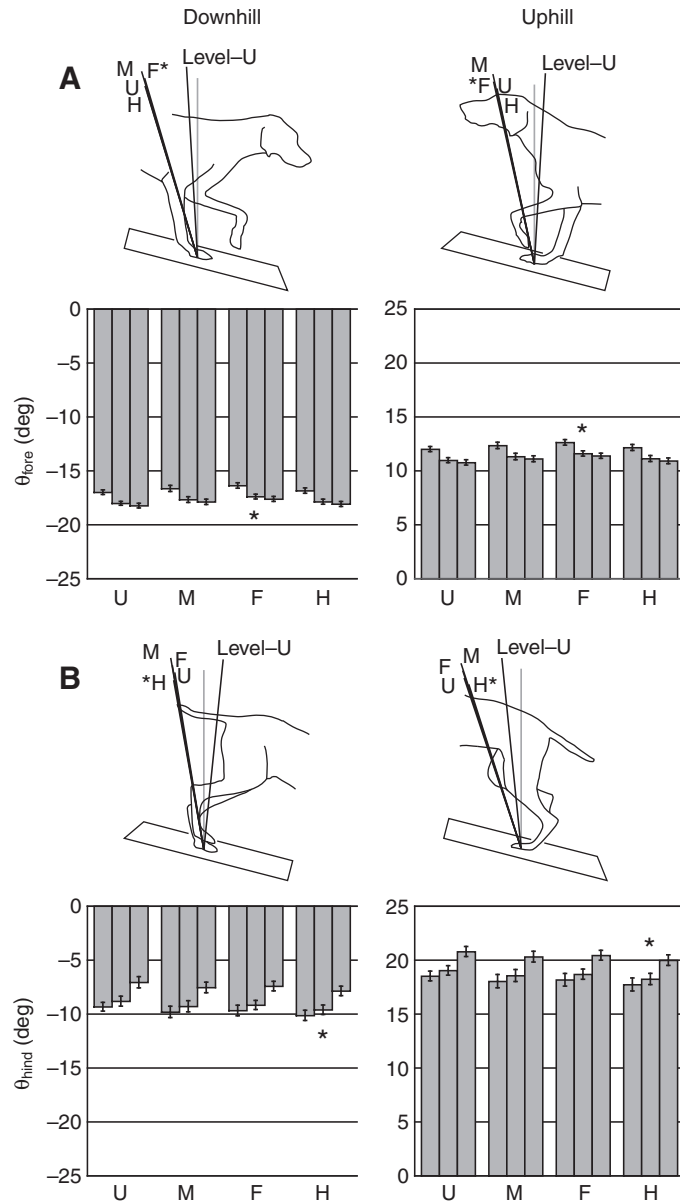 Downhill Uphill
A
M F* Level–U
U
H
M Level–U
*F U
H
θfore (deg)
0
–5
–10
–15
–20
–25
*
U M F H
25
20
15
10
5
0
*
U M F H
B
M F Level–U
*H U
F M Level–U
U H*
θhind (deg)
0
–5
–10
–15
–20
–25
*
U M F H
25
20
15
10
5
0
*
U M F H